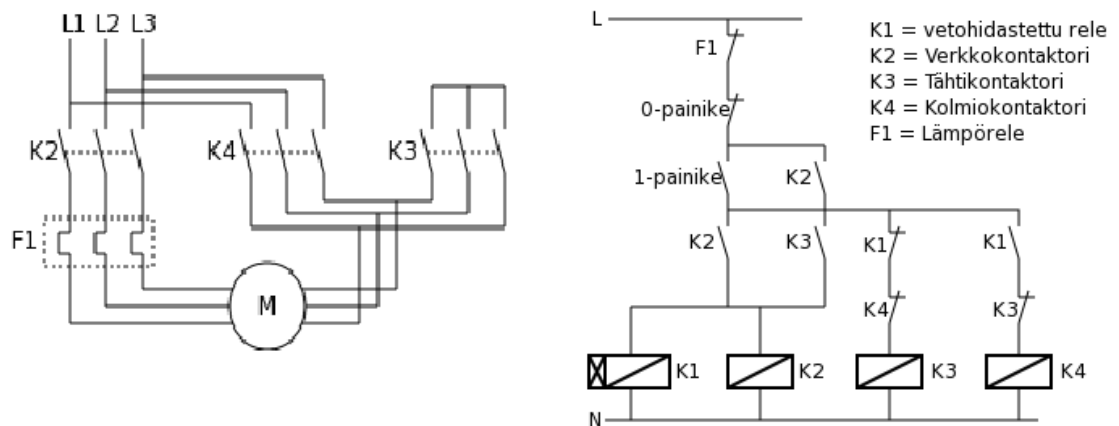 L1 L2 L3
K2
K4
K3
F1
M
L
F1
0-painike
1-painike
K2
K2
K3
K1
K1
K4
K3
K1
K2
K3
K4
N
K1 = vetohidastettu rele
K2 = Verkkokontaktori
K3 = Tähtikontaktori
K4 = Kolmiokontaktori
F1 = Lämpörele